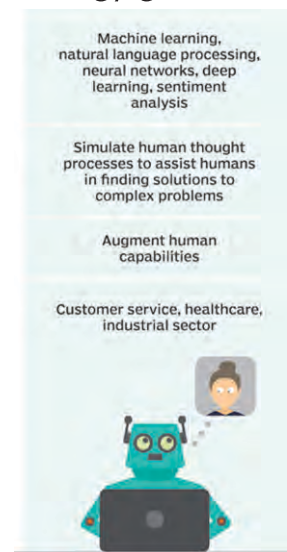 Machine learning,
natural language processing,
neural networks, deep
learning, sentiment
analysis
Simulate human thought
processes to assist humans
in finding solutions to
complex problems
Augment human
capabilities
Customer service, healthcare,
industrial sector